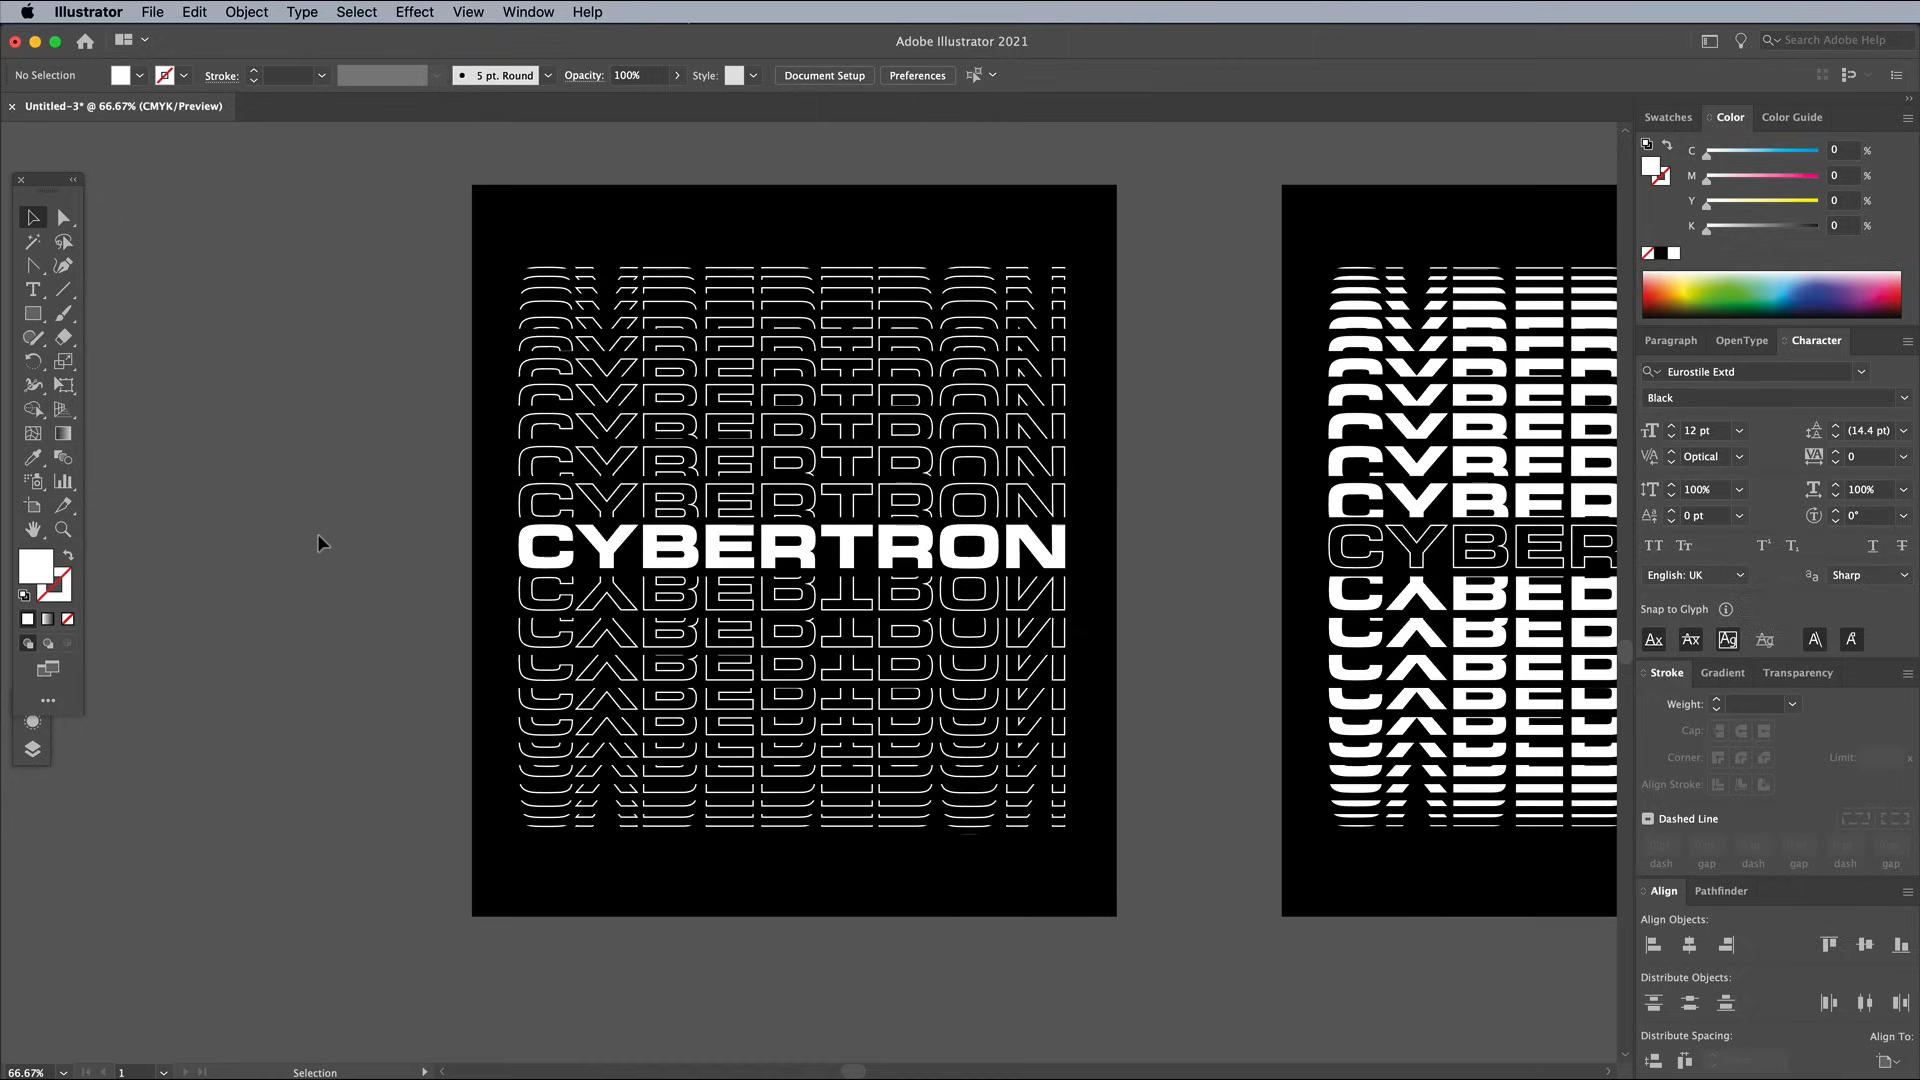 Illustrator File Edit Object Type Select Effect View Window Help
Adobe Illustrator 2021
Search Adobe Help
No Selection Stroke: 5 pt. Round Opacity: 100% Style: Document Setup Preferences
Untitled-3* @ 66.67% (CMYK/Preview)
Swatches Color Color Guide
C 0 %
M 0 %
Y 0 %
K 0 %
Paragraph OpenType Character
Eurostile Extd
Black
12 pt (14.4 pt)
Optical 0
100% 100%
0 pt 0°
English: UK Sharp
Snap to Glyph
Stroke Gradient Transparency
Weight:
Cap:
Corner: Limit: x
Align Stroke:
Dashed Line
dash gap dash gap dash gap
Align Pathfinder
Align Objects:
Distribute Objects:
Distribute Spacing: Align To:
CYBERTRON
CYBERTRON
CYBERTRON
CYBER
66.67% 1 Selection